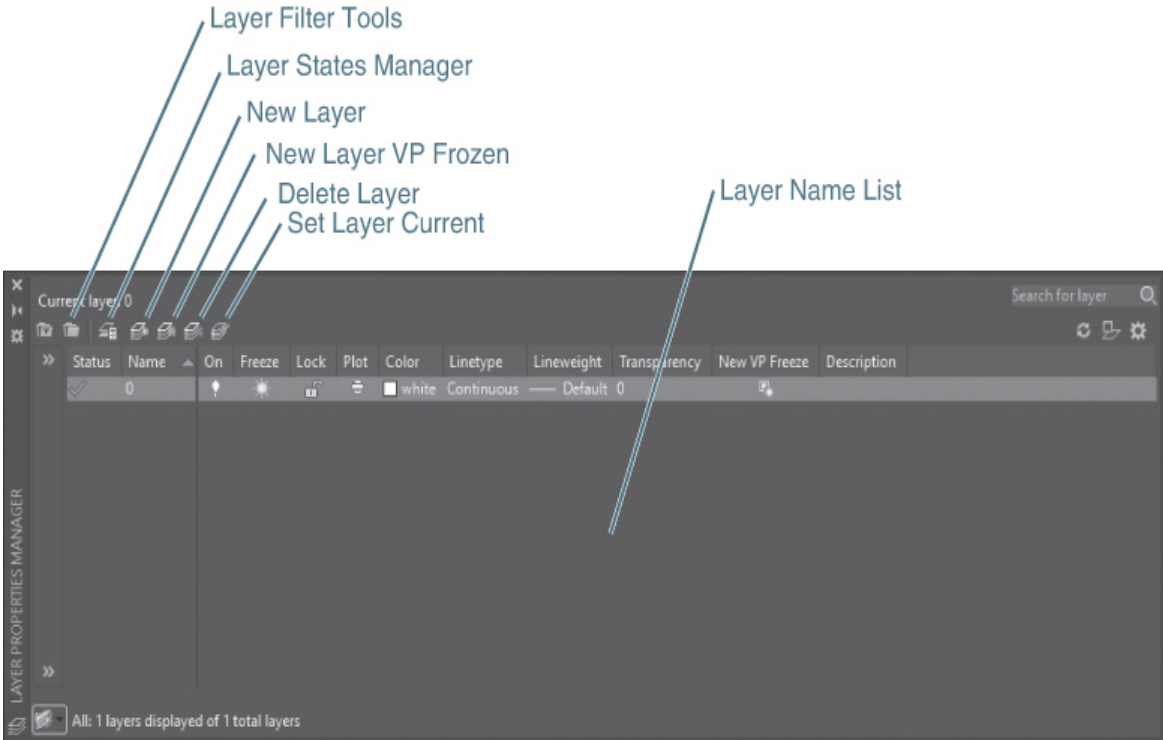 Layer Filter Tools
Layer States Manager
New Layer
New Layer VP Frozen
Delete Layer
Set Layer Current
Layer Name List
Current layer 0
Search for layer
Status Name On Freeze Lock Plot Color Linetype Lineweight Transparency New VP Freeze Description
0 white Continuous Default 0
LAYER PROPERTIES MANAGER
All: 1 layers displayed of 1 total layers